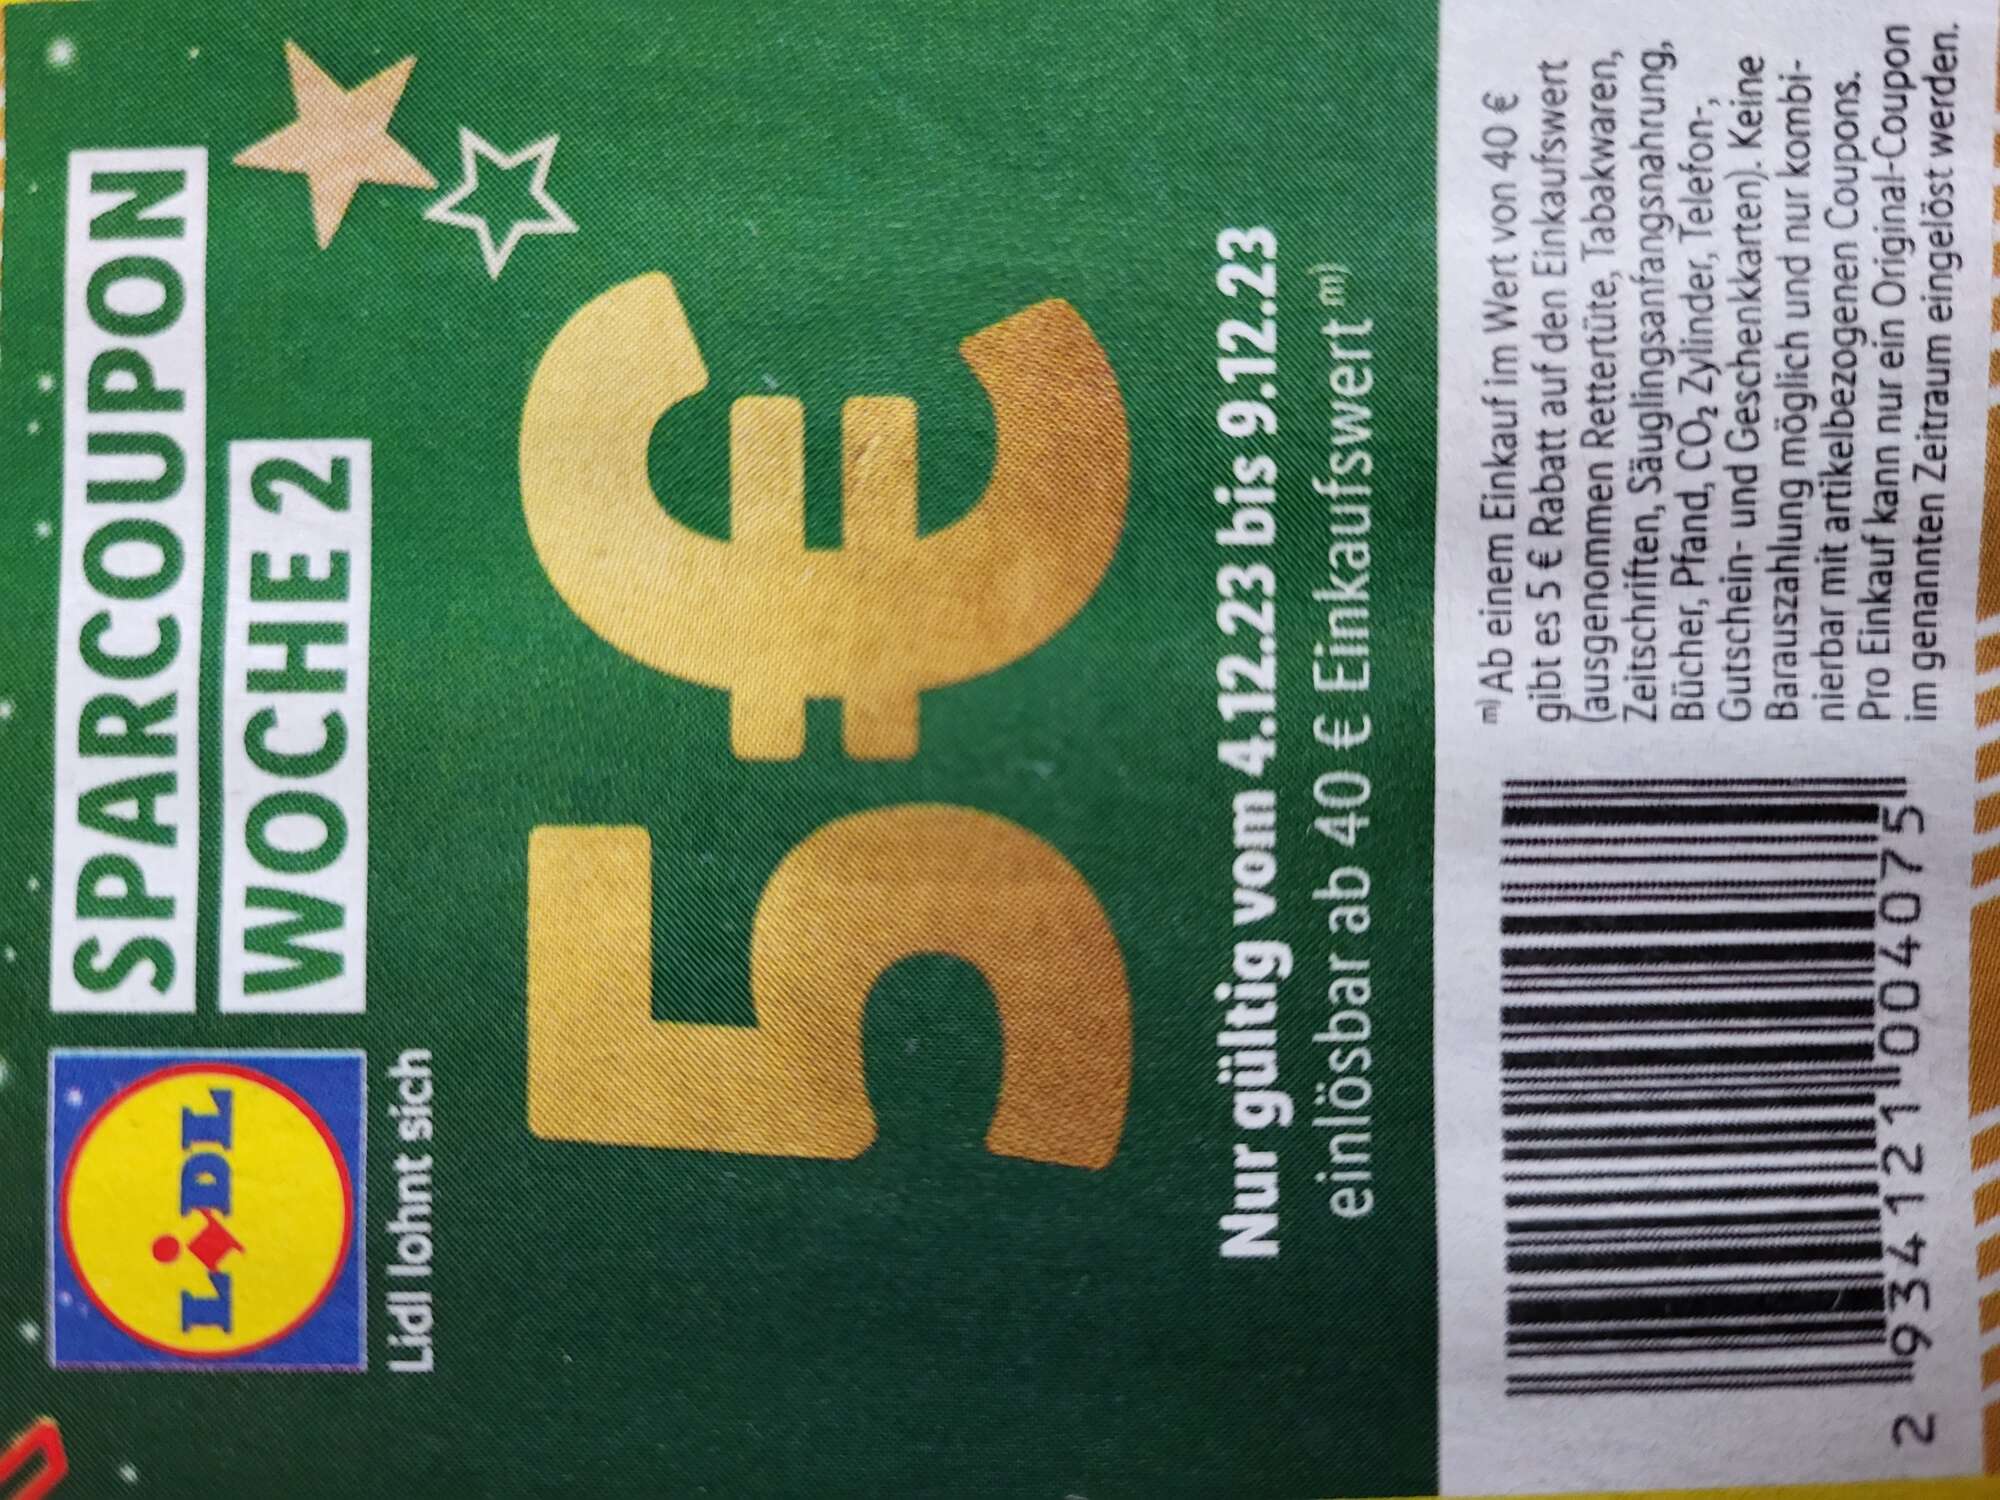 LiDL
SPARCOUPON
WOCHE 2
Lidl lohnt sich
5€
Nur gültig vom 4.12.23 bis 9.12.23
einlösbar ab 40 € Einkaufswert m)
m) Ab einem Einkauf im Wert von 40 €
gibt es 5 € Rabatt auf den Einkaufswert
(ausgenommen Rettertüte, Tabakwaren,
Zeitschriften, Säuglingsanfangsnahrung,
Bücher, Pfand, CO₂ Zylinder, Telefon-,
Gutschein- und Geschenkkarten). Keine
Barauszahlung möglich und nur kombi-
nierbar mit artikelbezogenen Coupons.
Pro Einkauf kann nur ein Original-Coupon
im genannten Zeitraum eingelöst werden.
2 934121 004075